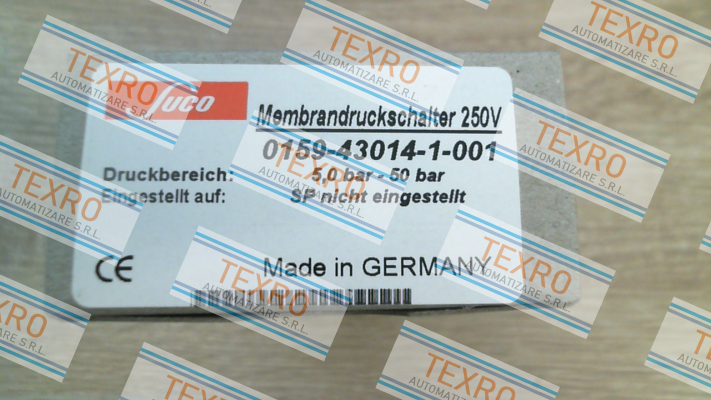 Suco
Membrandruckschalter 250V
0159-43014-1-001
Druckbereich: 5,0 bar - 50 bar
Eingestellt auf: SP nicht eingestellt
CE
Made in GERMANY
TEXRO
AUTOMATIZARE S.R.L.